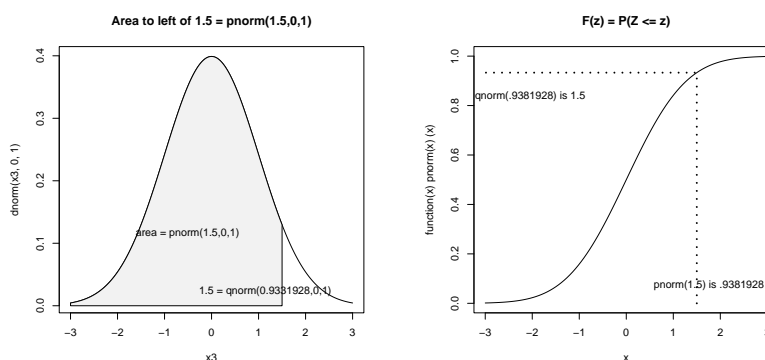 Area to left of 1.5 = pnorm(1.5,0,1)
dnorm(x3, 0, 1)
0.4
0.3
0.2
0.1
0.0
area = pnorm(1.5,0,1)
1.5 = qnorm(0.9331928,0,1)
−3 −2 −1 0 1 2 3
x3
F(z) = P(Z <= z)
function(x) pnorm(x) (x)
1.0
0.8
0.6
0.4
0.2
0.0
qnorm(.9381928) is 1.5
pnorm(1.5) is .9381928
−3 −2 −1 0 1 2 3
x